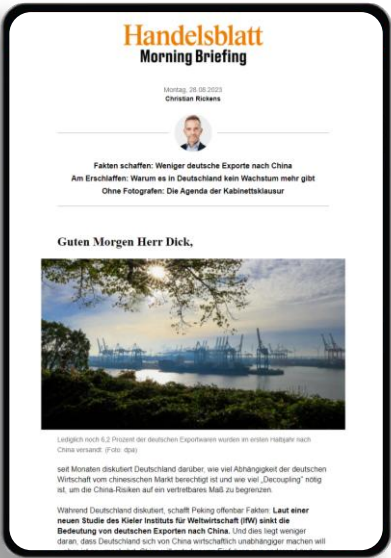 Handelsblatt
Morning Briefing
Montag, 28.08.2023
Christian Rickens
Fakten schaffen: Weniger deutsche Exporte nach China
Am Erschlaffen: Warum es in Deutschland kein Wachstum mehr gibt
Ohne Fotografen: Die Agenda der Kabinettsklausur
Guten Morgen Herr Dick,
Lediglich noch 6,2 Prozent der deutschen Exportwaren wurden im ersten Halbjahr nach
China versandt. (Foto: dpa)
seit Monaten diskutiert Deutschland darüber, wie viel Abhängigkeit der deutschen
Wirtschaft vom chinesischen Markt berechtigt ist und wie viel „Decoupling" nötig
ist, um die China-Risiken auf ein vertretbares Maß zu begrenzen.
Während Deutschland diskutiert, schafft Peking offenbar Fakten: Laut einer
neuen Studie des Kieler Instituts für Weltwirtschaft (IfW) sinkt die
Bedeutung von deutschen Exporten nach China. Und dies liegt weniger
daran, dass Deutschland sich von China wirtschaftlich unabhängiger machen will